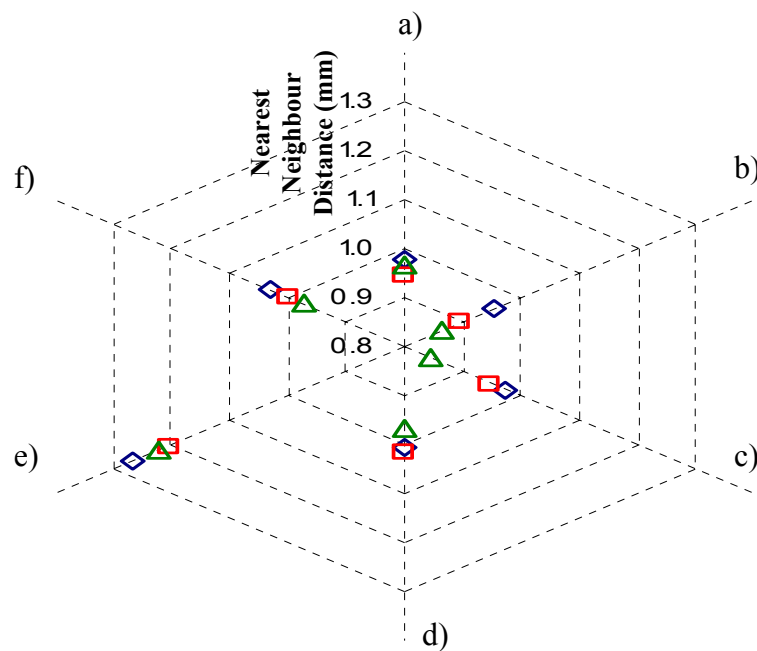 a)
Nearest
Neighbour
Distance (mm)
1.3
1.2
1.1
1.0
0.9
0.8
b)
c)
d)
e)
f)